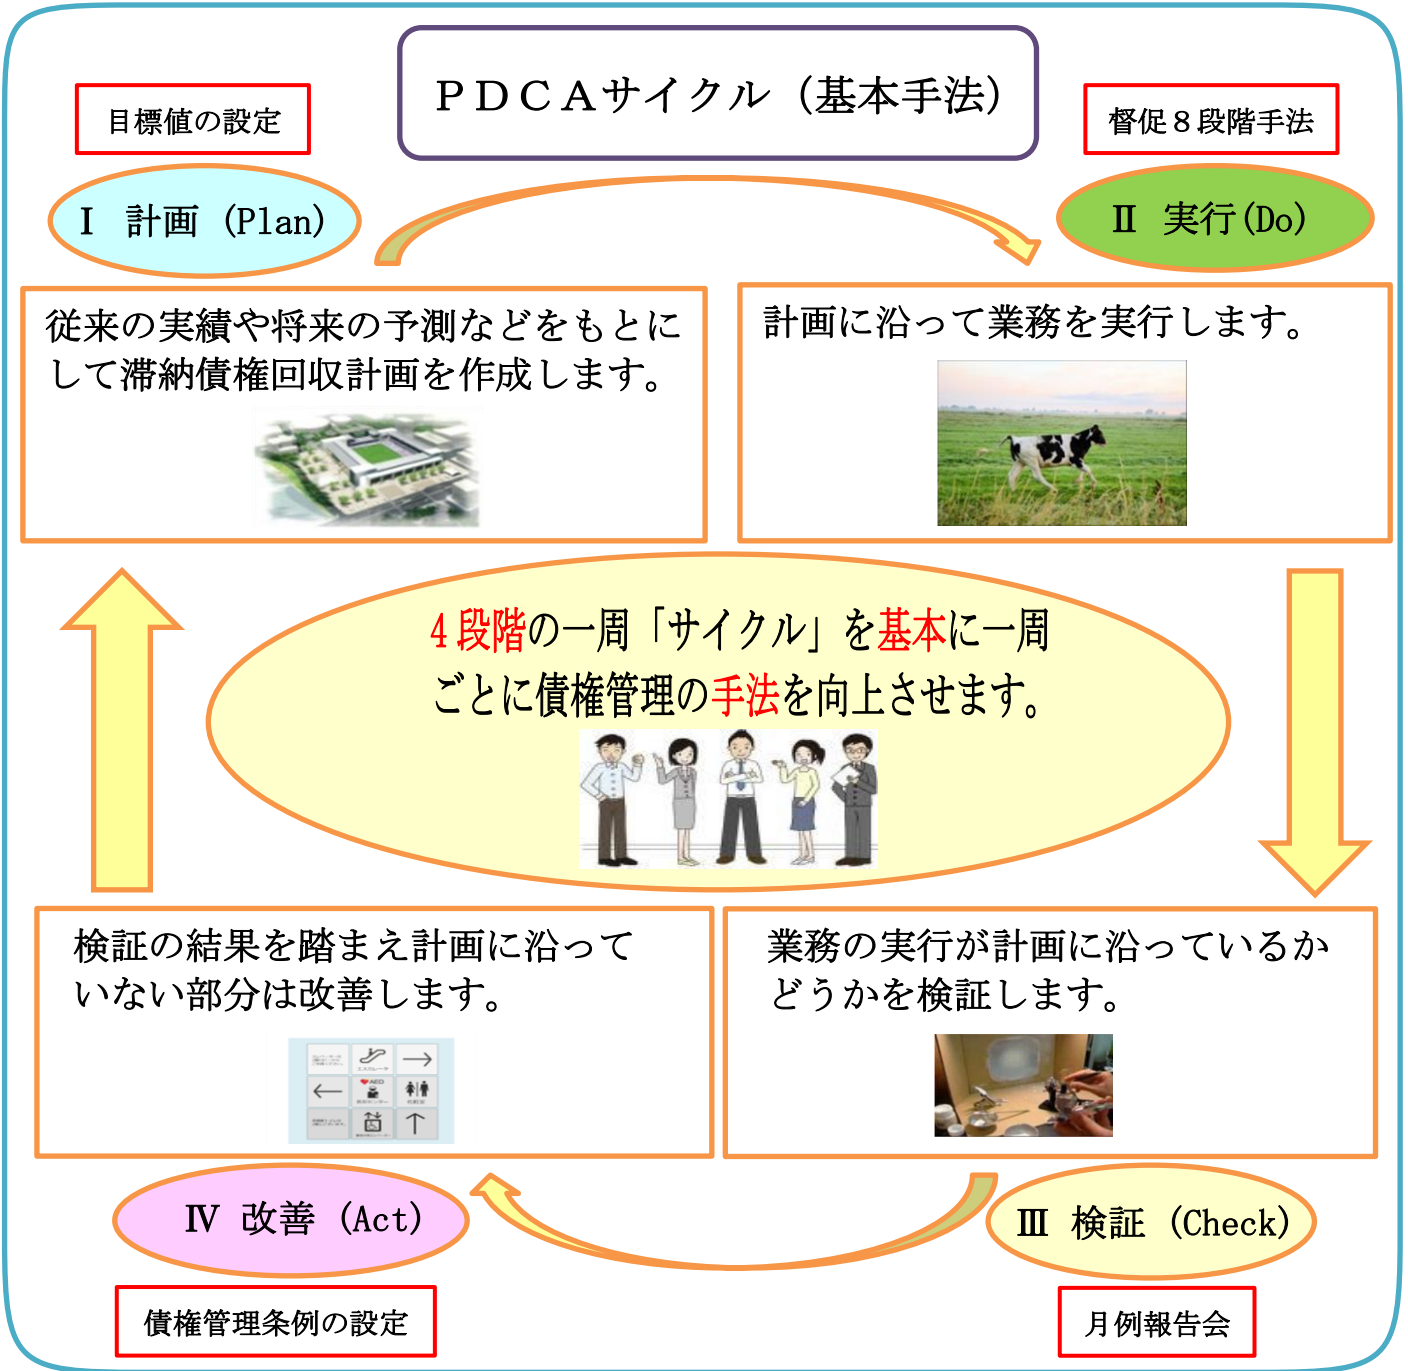 ＰＤＣＡサイクル（基本手法）
目標値の設定
督促８段階手法
Ⅰ 計画（Plan）
Ⅱ 実行（Do）
従来の実績や将来の予測などをもとに
して滞納債権回収計画を作成します。
計画に沿って業務を実行します。
4段階の一周「サイクル」を基本に一周
ごとに債権管理の手法を向上させます。
検証の結果を踏まえ計画に沿って
いない部分は改善します。
業務の実行が計画に沿っているか
どうかを検証します。
エスカレータ
AED
Ⅳ 改善（Act）
Ⅲ 検証（Check）
債権管理条例の設定
月例報告会